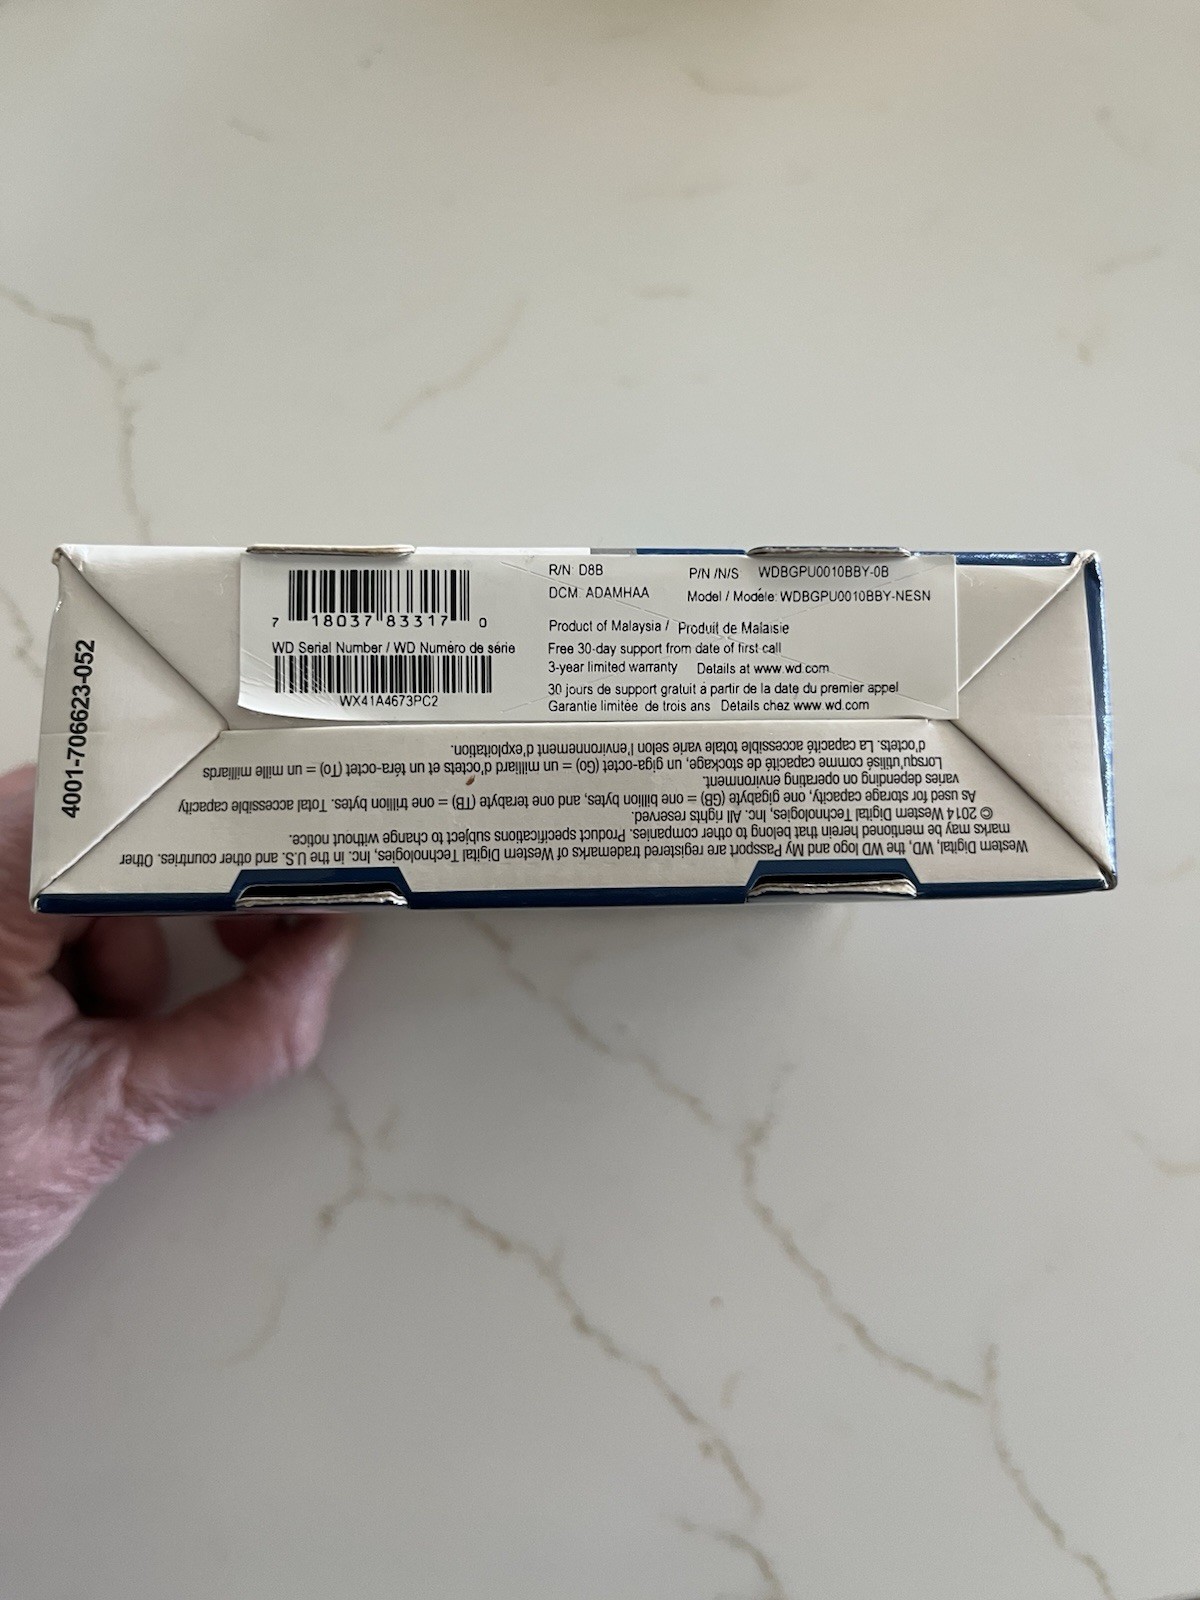 R/N: D8B
P/N /N/S WDBGPU0010BBY-0B
DCM: ADAMHAA
Model / Modèle: WDBGPU0010BBY-NESN
7 18037 83317 0
Product of Malaysia / Produit de Malaisie
WD Serial Number / WD Numéro de série
Free 30-day support from date of first call
3-year limited warranty Details at www.wd.com
WX41A4673PC2
30 jours de support gratuit à partir de la date du premier appel
Garantie limitée de trois ans Détails chez www.wd.com
4001-706623-052
Western Digital, WD, the WD logo and My Passport are registered trademarks of Western Digital Technologies, Inc. in the U.S. and other countries. Other
marks may be mentioned herein that belong to other companies. Product specifications subject to change without notice.
© 2014 Western Digital Technologies, Inc. All rights reserved.
As used for storage capacity, one gigabyte (GB) = one billion bytes, and one terabyte (TB) = one trillion bytes. Total accessible capacity
varies depending on operating environment.
Lorsqu'utilisé comme capacité de stockage, un giga-octet (Go) = un milliard d'octets et un téra-octet (To) = un mille milliards
d'octets. La capacité accessible totale varie selon l'environnement d'exploitation.